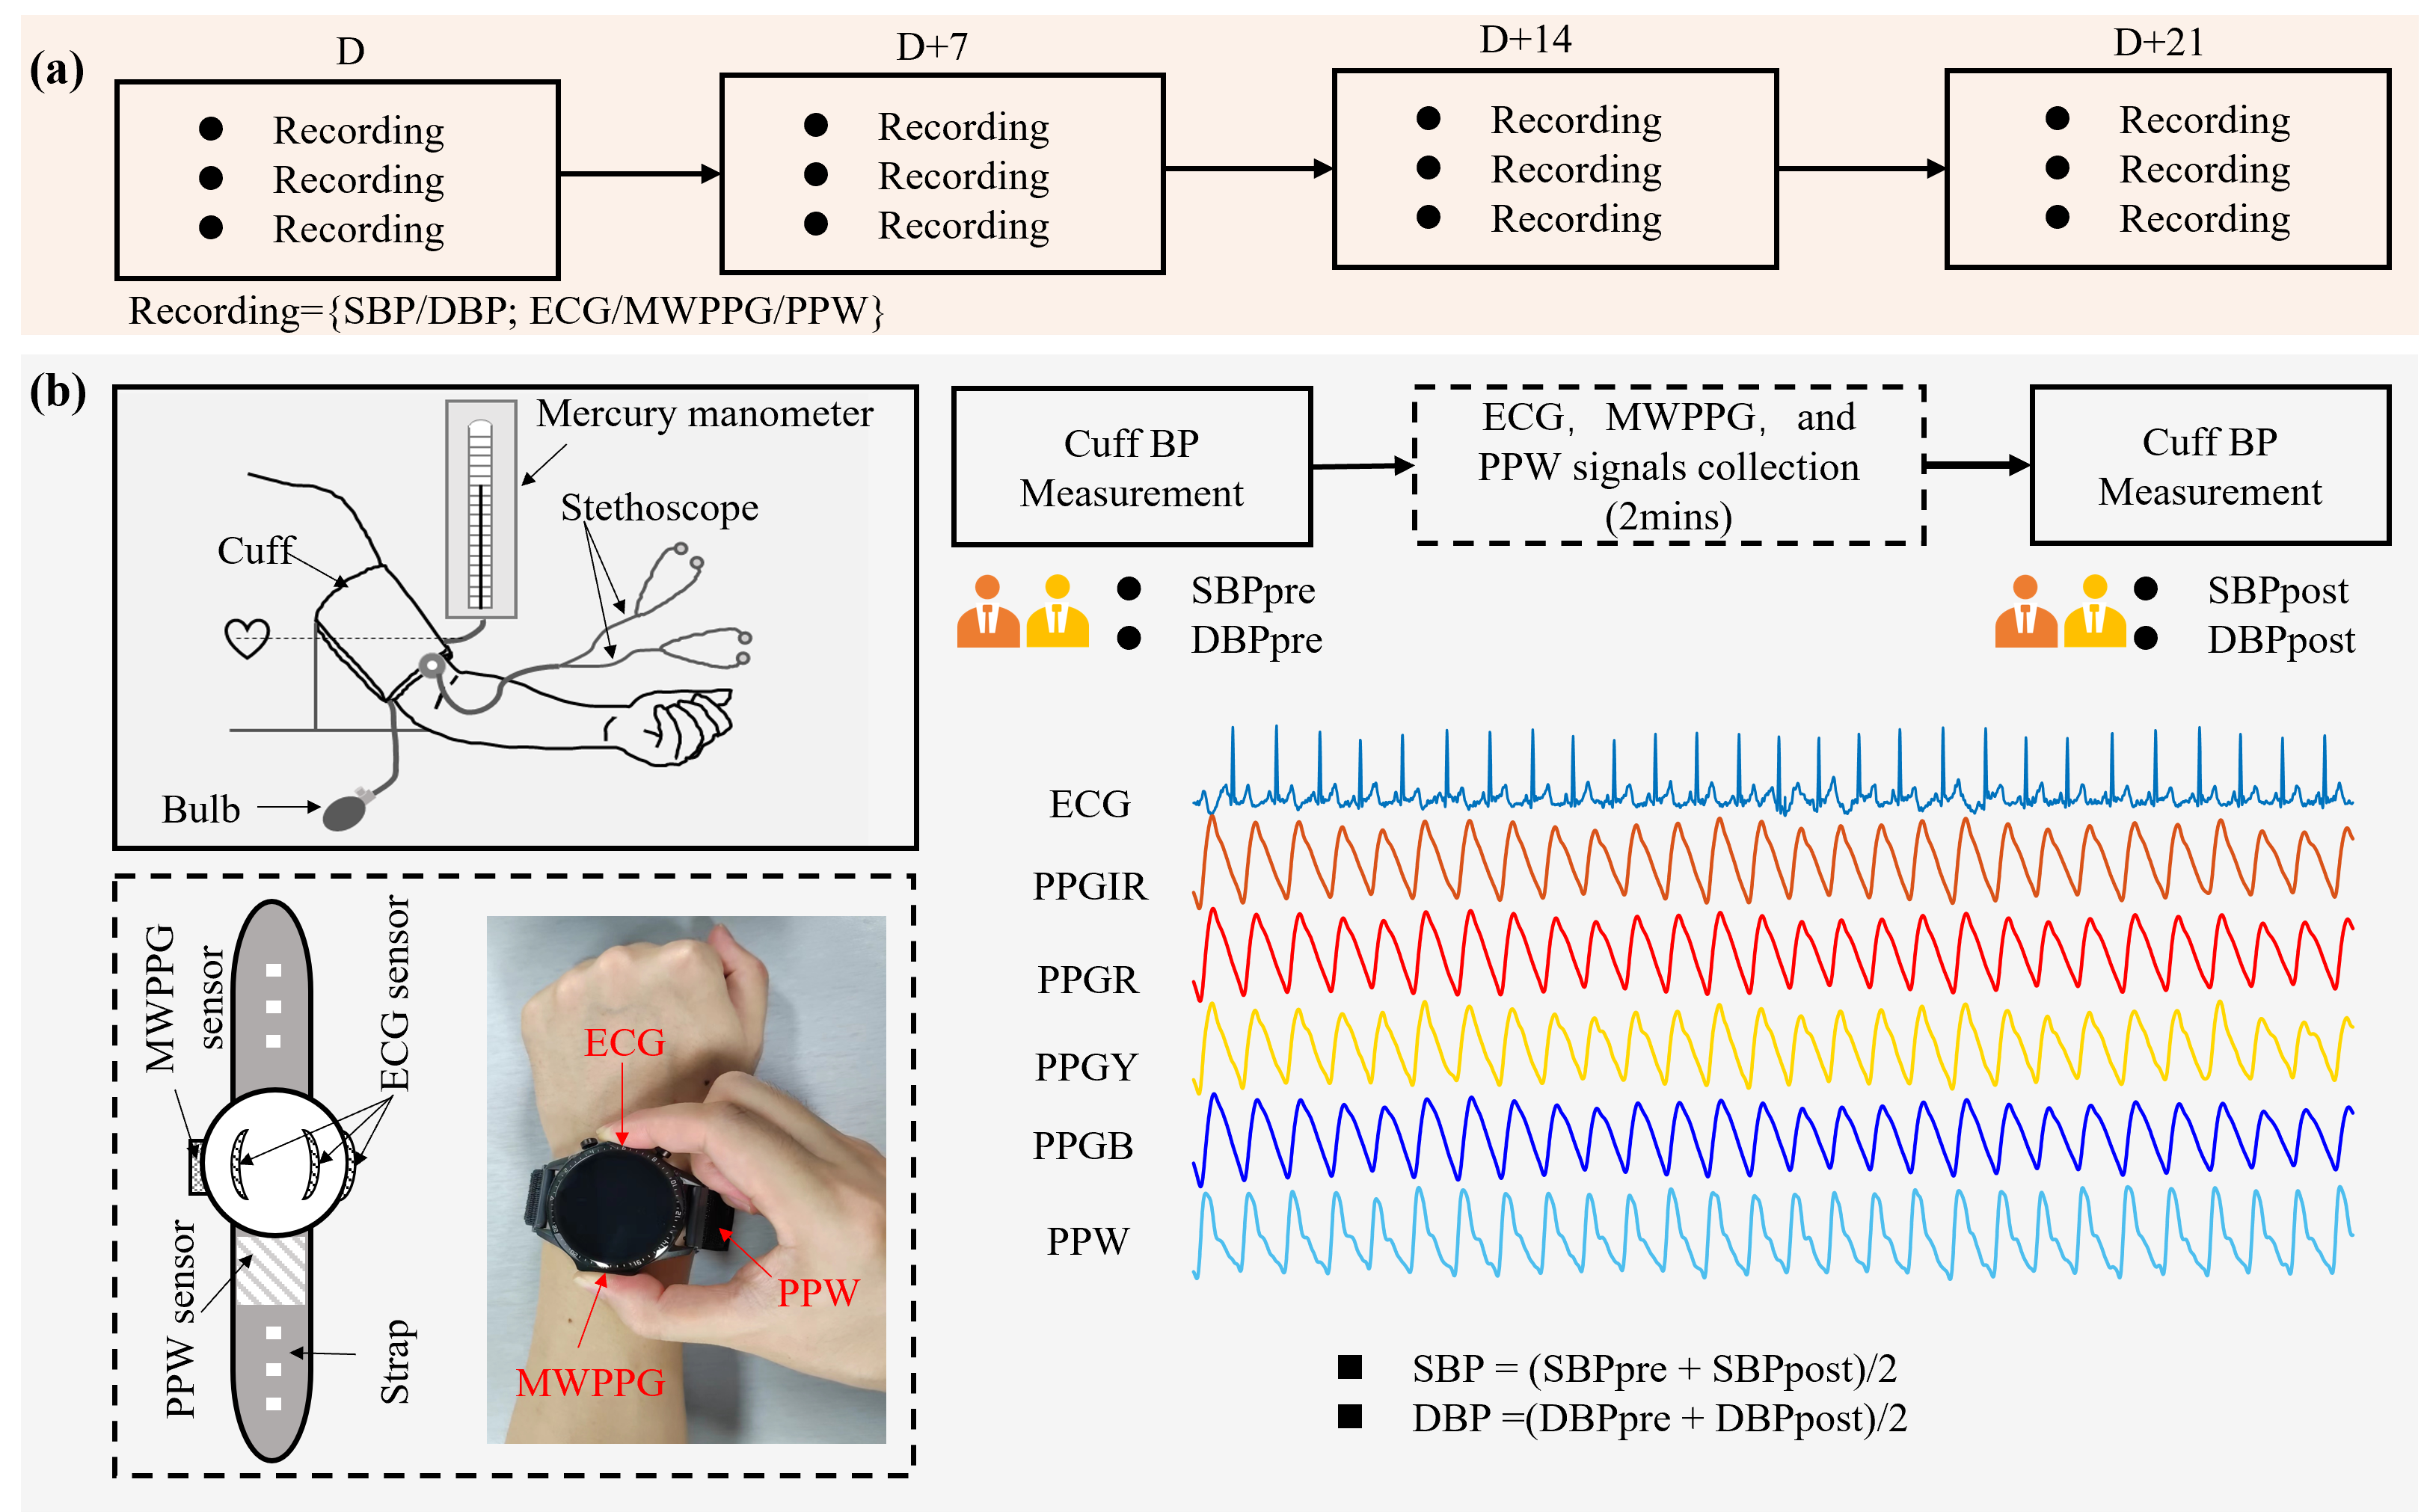 (a)
D
D+7
D+14
D+21
● Recording
● Recording
● Recording
● Recording
● Recording
● Recording
● Recording
● Recording
● Recording
● Recording
● Recording
● Recording
Recording={SBP/DBP; ECG/MWPPG/PPW}
(b)
Mercury manometer
Stethoscope
Cuff
Bulb
Cuff BP
Measurement
ECG, MWPPG, and
PPW signals collection
(2mins)
Cuff BP
Measurement
● SBPpre
● DBPpre
● SBPpost
● DBPpost
MWPPG
sensor
ECG sensor
PPW sensor
Strap
ECG
PPW
MWPPG
ECG
PPGIR
PPGR
PPGY
PPGB
PPW
■ SBP = (SBPpre + SBPpost)/2
■ DBP =(DBPpre + DBPpost)/2